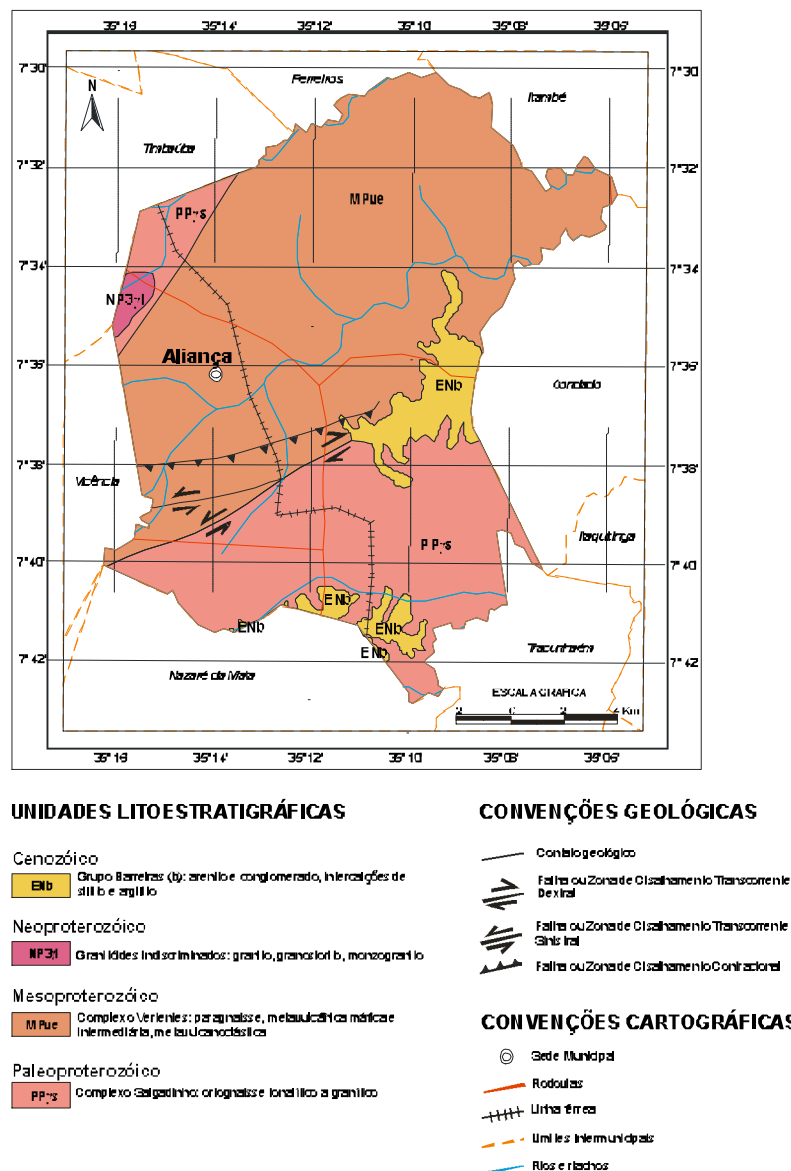 35°16' 35°14' 35°12' 35°10' 35°08' 35°06'
7°30' 7°30'
Ferreiros
Itambé
N
Timbaúba
7°32' 7°32'
MPve
PPγs
7°34' 7°34'
NP3γI
Aliança
7°36' 7°36'
ENb
Condado
7°38' 7°38'
Vicência
Itaquitinga
PPγs
7°40' 7°40'
ENb
ENb
ENb
ENb
Tracunhaém
7°42' 7°42'
Nazaré da Mata
ESCALA GRÁFICA
2 0 2 4 Km
35°16' 35°14' 35°12' 35°10' 35°08' 35°06'
UNIDADES LITOESTRATIGRÁFICAS
Cenozóico
ENb
Grupo Barreiras (b): arenito e conglomerado, intercalções de
siltito e argilito
Neoproterozóico
NP3γI
Granitóides indiscriminados: granito, granodiorito, monzogranito
Mesoproterozóico
MPve
Complexo Vertentes: paragnaisse, metavulcânica máfica e
intermediária, metavulcanoclástica
Paleoproterozóico
PPγs
Complexo Salgadinho: ortognaisse tonalítico a granítico
CONVENÇÕES GEOLÓGICAS
Contato geológico
Falha ou Zona de Cisalhamento Transcorrente
Dextral
Falha ou Zona de Cisalhamento Transcorrente
Sinistral
Falha ou Zona de Cisalhamento Contracional
CONVENÇÕES CARTOGRÁFICAS
Sede Municipal
Rodovias
Linha férrea
Limites Intermunicipais
Rios e riachos